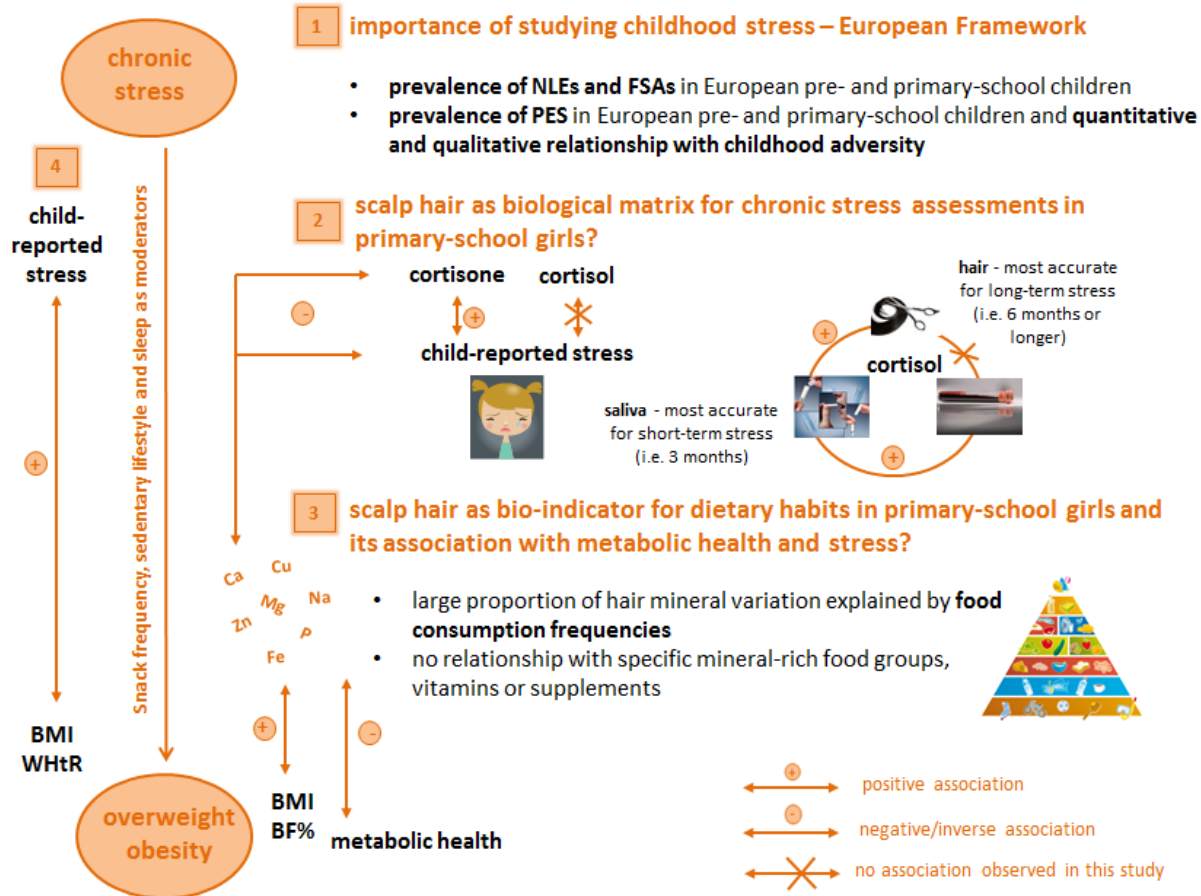 1 importance of studying childhood stress – European Framework
chronic
stress
• prevalence of NLEs and FSAs in European pre- and primary-school children
• prevalence of PES in European pre- and primary-school children and quantitative
and qualitative relationship with childhood adversity
4
child-
reported
stress
+
BMI
WHtR
Snack frequency, sedentary lifestyle and sleep as moderators
overweight
obesity
2 scalp hair as biological matrix for chronic stress assessments in
primary-school girls?
cortisone cortisol
-
+
child-reported stress
hair - most accurate
for long-term stress
(i.e. 6 months or
longer)
+
cortisol
saliva - most accurate
for short-term stress
(i.e. 3 months)
+
3 scalp hair as bio-indicator for dietary habits in primary-school girls and
its association with metabolic health and stress?
Ca Cu
Mg Na
Zn P
Fe
• large proportion of hair mineral variation explained by food
consumption frequencies
• no relationship with specific mineral-rich food groups,
vitamins or supplements
+
-
BMI
BF%
metabolic health
+
positive association
-
negative/inverse association
no association observed in this study